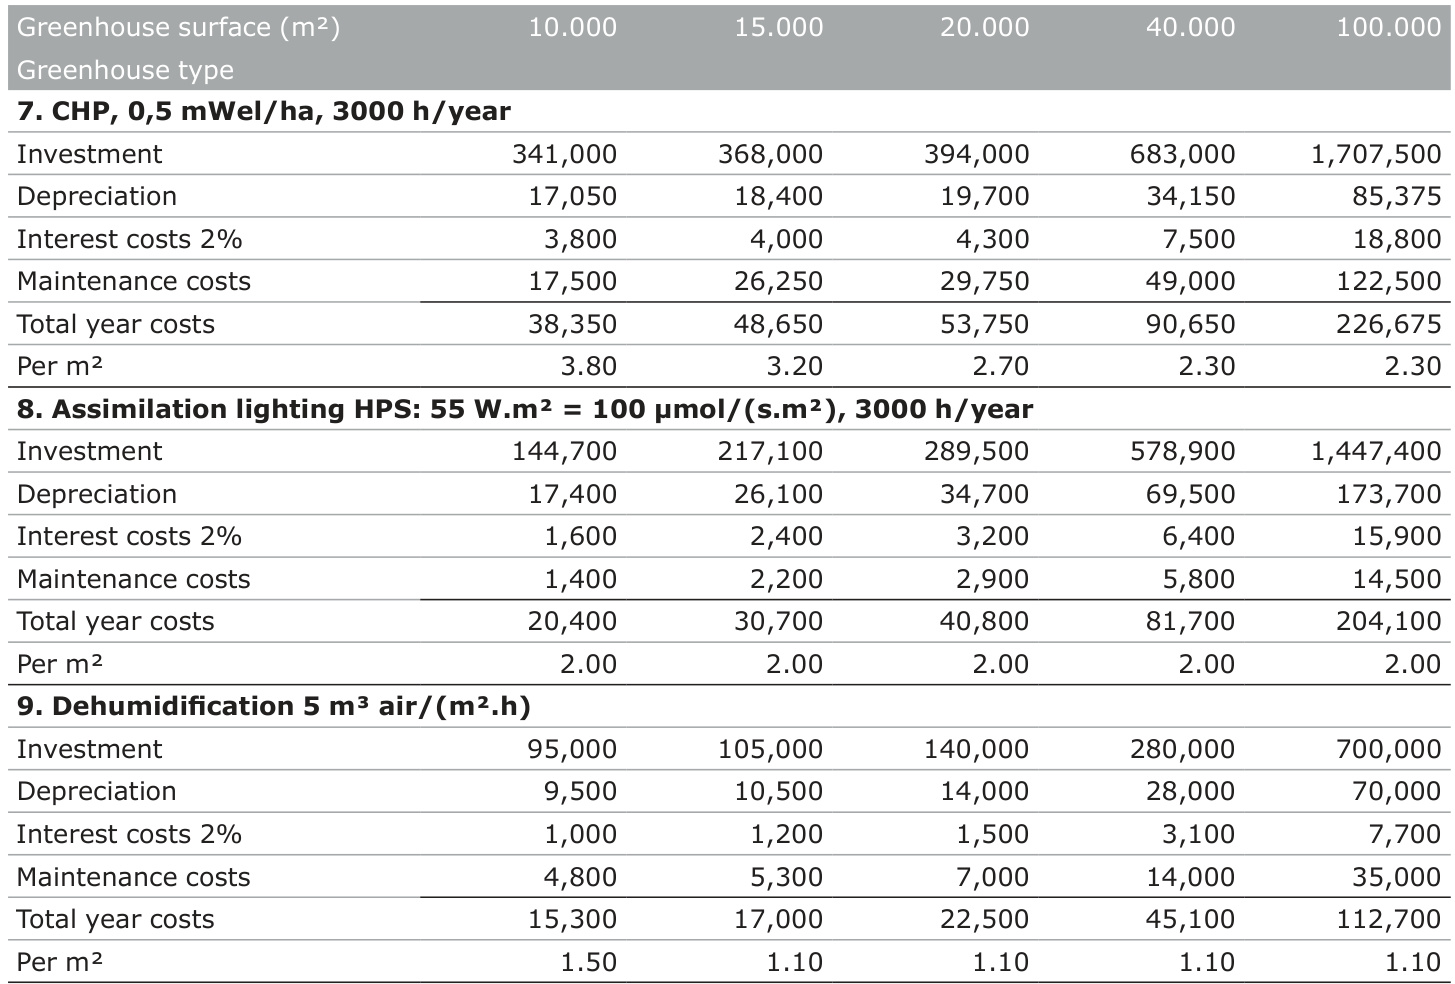 Greenhouse surface (m²) 10.000 15.000 20.000 40.000 100.000
Greenhouse type
7. CHP, 0,5 mWel/ha, 3000 h/year
Investment 341,000 368,000 394,000 683,000 1,707,500
Depreciation 17,050 18,400 19,700 34,150 85,375
Interest costs 2% 3,800 4,000 4,300 7,500 18,800
Maintenance costs 17,500 26,250 29,750 49,000 122,500
Total year costs 38,350 48,650 53,750 90,650 226,675
Per m² 3.80 3.20 2.70 2.30 2.30
8. Assimilation lighting HPS: 55 W.m² = 100 µmol/(s.m²), 3000 h/year
Investment 144,700 217,100 289,500 578,900 1,447,400
Depreciation 17,400 26,100 34,700 69,500 173,700
Interest costs 2% 1,600 2,400 3,200 6,400 15,900
Maintenance costs 1,400 2,200 2,900 5,800 14,500
Total year costs 20,400 30,700 40,800 81,700 204,100
Per m² 2.00 2.00 2.00 2.00 2.00
9. Dehumidification 5 m³ air/(m².h)
Investment 95,000 105,000 140,000 280,000 700,000
Depreciation 9,500 10,500 14,000 28,000 70,000
Interest costs 2% 1,000 1,200 1,500 3,100 7,700
Maintenance costs 4,800 5,300 7,000 14,000 35,000
Total year costs 15,300 17,000 22,500 45,100 112,700
Per m² 1.50 1.10 1.10 1.10 1.10